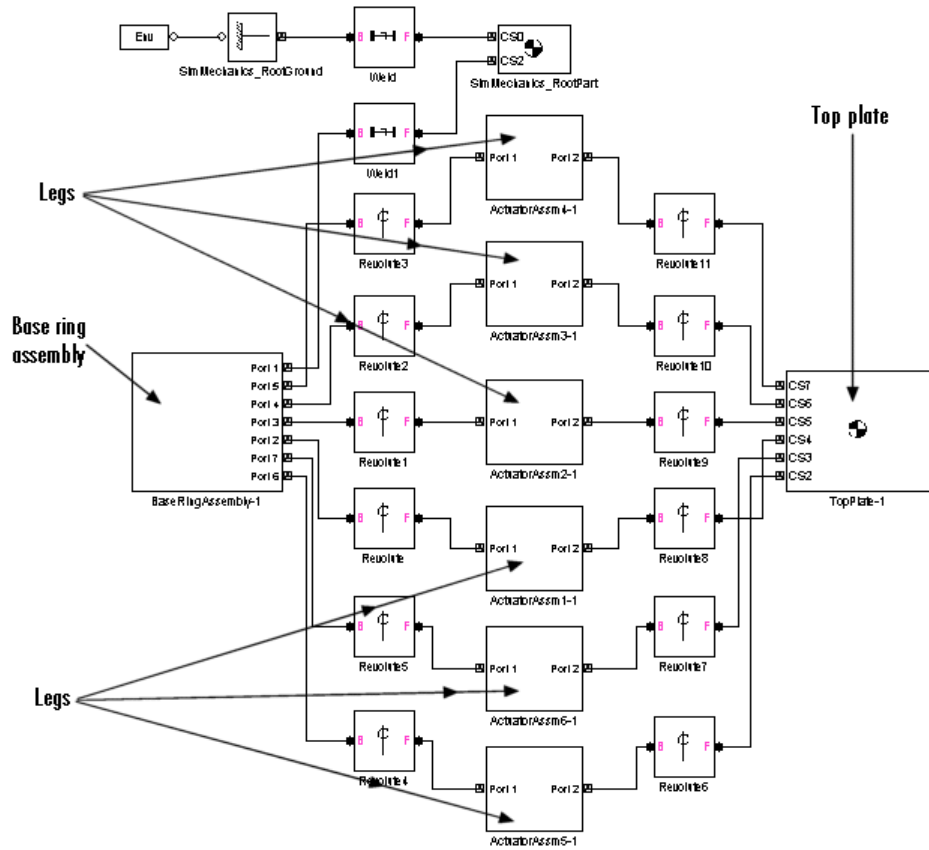 Env
SimMechanics_RootGround
B F
Weld
CS0
CS2
SimMechanics_RootPart
B F
Weld1
Top plate
Legs
Port 1 Port 2
ActuatorAssm4-1
B F
Revolute3
B F
Revolute11
Port 1 Port 2
ActuatorAssm3-1
B F
Revolute2
B F
Revolute10
Base ring
assembly
Port 1
Port 5
Port 4
Port 3
Port 2
Port 7
Port 6
BaseRingAssembly-1
B F
Revolute1
Port 1 Port 2
ActuatorAssm2-1
B F
Revolute9
CS7
CS6
CS5
CS4
CS3
CS2
TopPlate-1
B F
Revolute
Port 1 Port 2
ActuatorAssm1-1
B F
Revolute8
Legs
B F
Revolute5
Port 1 Port 2
ActuatorAssm6-1
B F
Revolute7
B F
Revolute4
Port 1 Port 2
ActuatorAssm5-1
B F
Revolute6